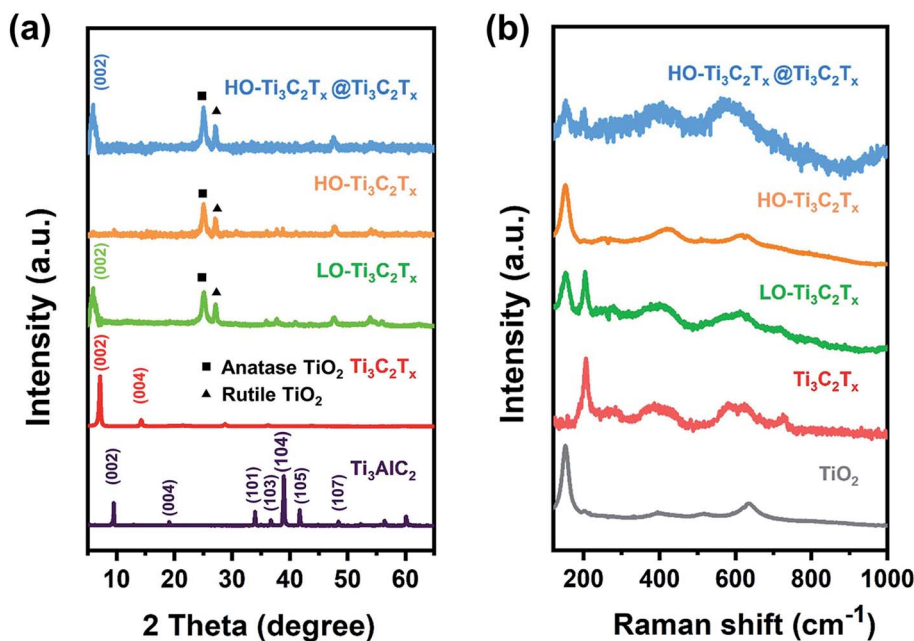 (a)
(002)
HO-Ti₃C₂Tₓ@Ti₃C₂Tₓ
■
▲
HO-Ti₃C₂Tₓ
■
▲
(002)
LO-Ti₃C₂Tₓ
■
▲
(002)
(004)
■ Anatase TiO₂ Ti₃C₂Tₓ
▲ Rutile TiO₂
Ti₃AlC₂
(002)
(004)
(101)
(103)
(104)
(105)
(107)
Intensity (a.u.)
10 20 30 40 50 60
2 Theta (degree)
(b)
HO-Ti₃C₂Tₓ@Ti₃C₂Tₓ
HO-Ti₃C₂Tₓ
LO-Ti₃C₂Tₓ
Ti₃C₂Tₓ
TiO₂
Intensity (a.u.)
200 400 600 800 1000
Raman shift (cm⁻¹)